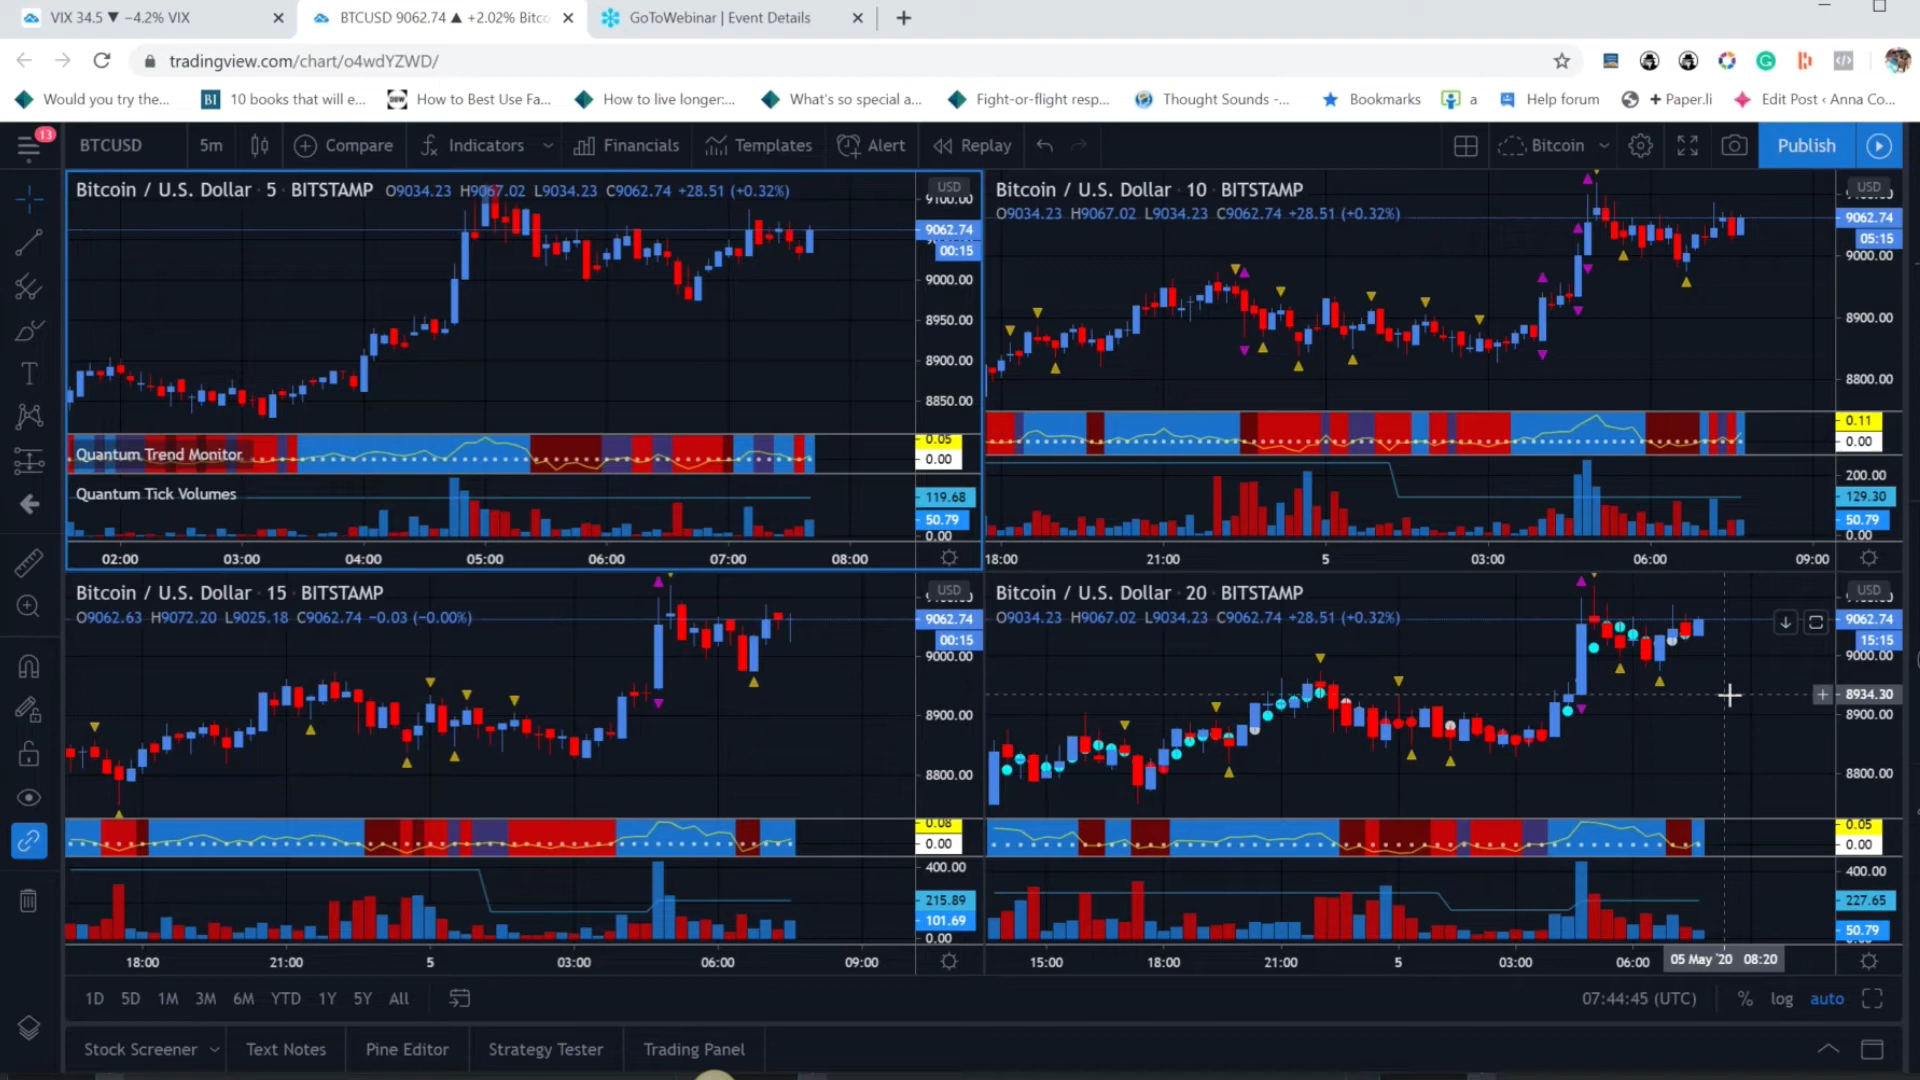 VIX 34.5 ▼ −4.2% VIX
BTCUSD 9062.74 ▲ +2.02% Bitco
GoToWebinar | Event Details
tradingview.com/chart/o4wdYZWD/
Would you try the...
BI 10 books that will e...
How to Best Use Fa...
How to live longer:...
What's so special a...
Fight-or-flight resp...
Thought Sounds -...
Bookmarks
a
Help forum
+ Paper.li
Edit Post ‹ Anna Co...
13
BTCUSD
5m
Compare
Indicators
Financials
Templates
Alert
Replay
Bitcoin
Publish
Bitcoin / U.S. Dollar · 5 · BITSTAMP O9034.23 H9067.02 L9034.23 C9062.74 +28.51 (+0.32%)
USD
9100.00
9062.74
00:15
9000.00
8950.00
8900.00
8850.00
Quantum Trend Monitor
0.05
0.00
Quantum Tick Volumes
119.68
50.79
0.00
02:00 03:00 04:00 05:00 06:00 07:00 08:00
Bitcoin / U.S. Dollar · 10 · BITSTAMP
O9034.23 H9067.02 L9034.23 C9062.74 +28.51 (+0.32%)
USD
9062.74
05:15
9000.00
8900.00
8800.00
0.11
0.00
200.00
129.30
50.79
0.00
18:00 21:00 5 03:00 06:00 09:00
Bitcoin / U.S. Dollar · 15 · BITSTAMP
O9062.63 H9072.20 L9025.18 C9062.74 −0.03 (−0.00%)
USD
9062.74
00:15
9000.00
8900.00
8800.00
0.08
0.00
400.00
215.89
101.69
0.00
18:00 21:00 5 03:00 06:00 09:00
Bitcoin / U.S. Dollar · 20 · BITSTAMP
O9034.23 H9067.02 L9034.23 C9062.74 +28.51 (+0.32%)
USD
9062.74
15:15
9000.00
8934.30
8900.00
8800.00
0.05
0.00
400.00
227.65
50.79
15:00 18:00 21:00 5 03:00 06:00 05 May '20 08:20
1D 5D 1M 3M 6M YTD 1Y 5Y All
07:44:45 (UTC) % log auto
Stock Screener
Text Notes
Pine Editor
Strategy Tester
Trading Panel